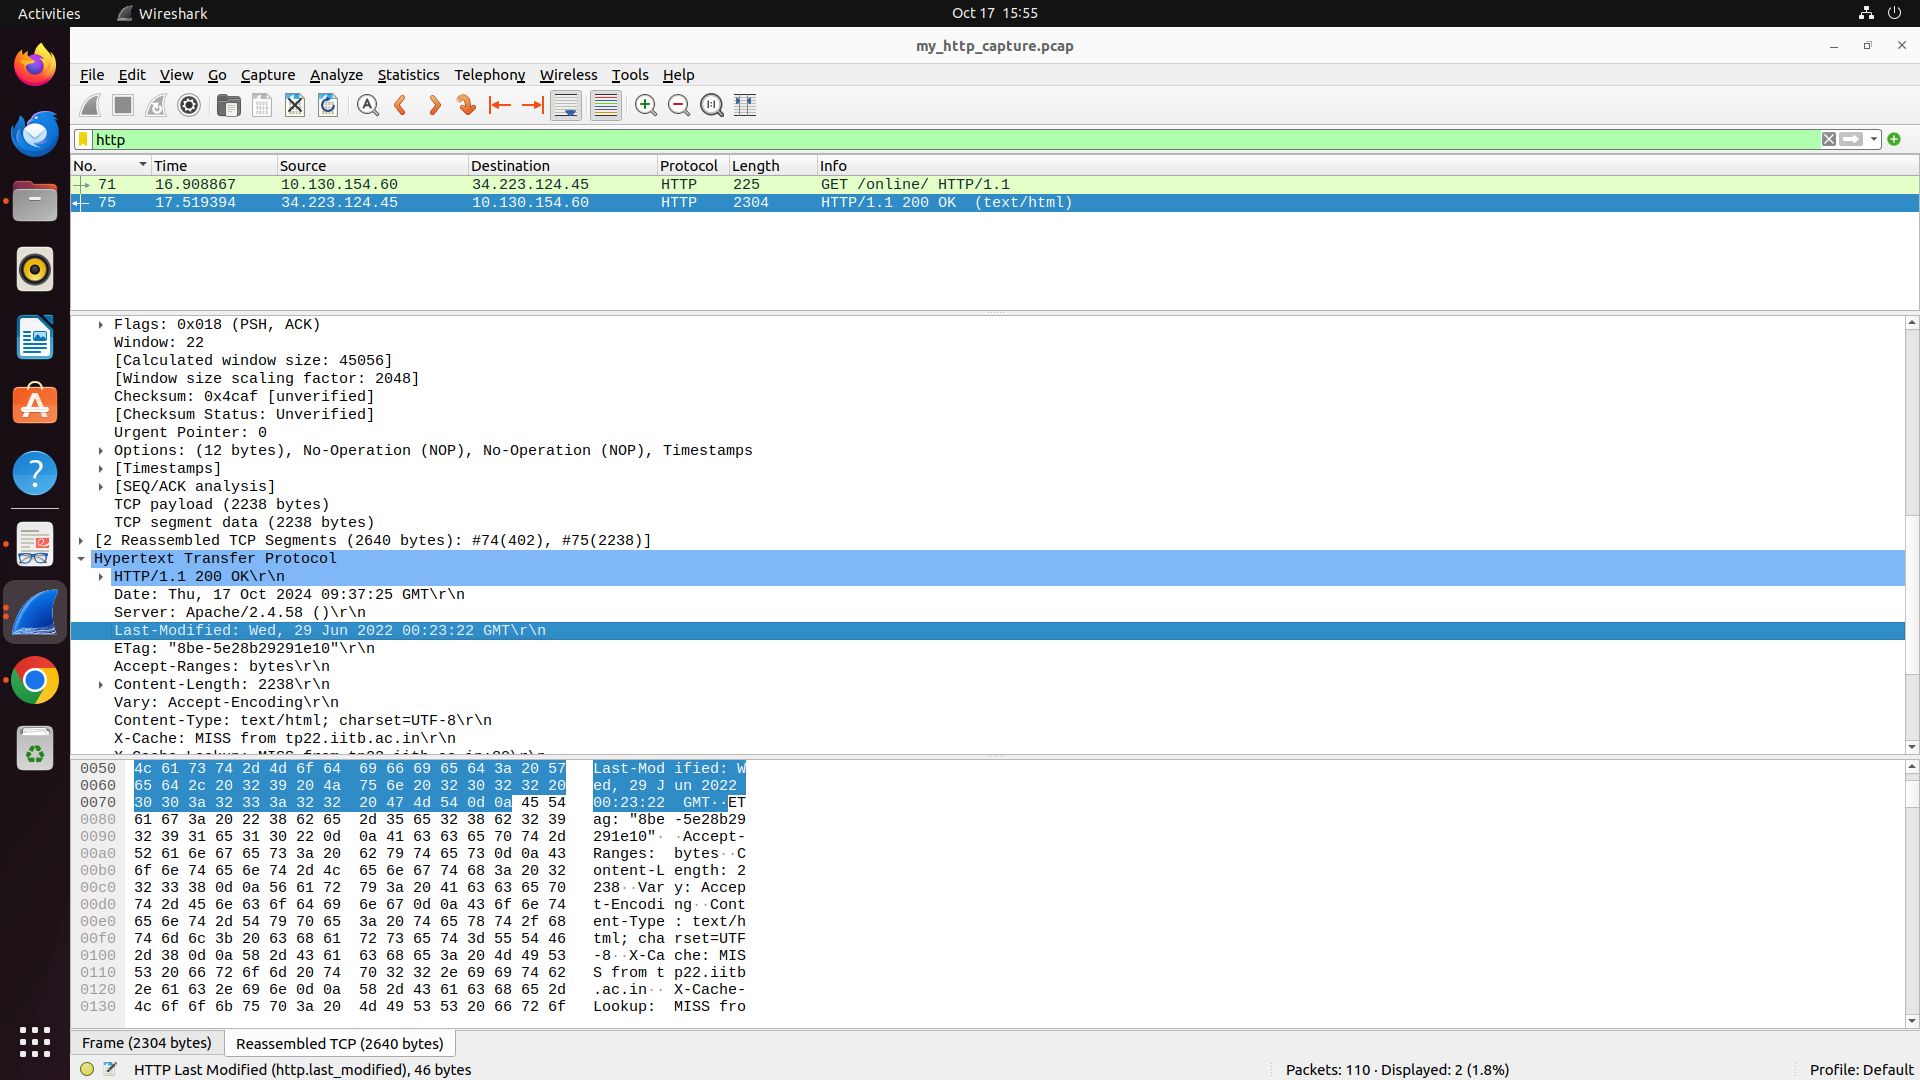 Activities Wireshark Oct 17 15:55
my_http_capture.pcap
File Edit View Go Capture Analyze Statistics Telephony Wireless Tools Help
http
No. Time Source Destination Protocol Length Info
71 16.908867 10.130.154.60 34.223.124.45 HTTP 225 GET /online/ HTTP/1.1
75 17.519394 34.223.124.45 10.130.154.60 HTTP 2304 HTTP/1.1 200 OK (text/html)
Flags: 0x018 (PSH, ACK)
Window: 22
[Calculated window size: 45056]
[Window size scaling factor: 2048]
Checksum: 0x4caf [unverified]
[Checksum Status: Unverified]
Urgent Pointer: 0
Options: (12 bytes), No-Operation (NOP), No-Operation (NOP), Timestamps
[Timestamps]
[SEQ/ACK analysis]
TCP payload (2238 bytes)
TCP segment data (2238 bytes)
[2 Reassembled TCP Segments (2640 bytes): #74(402), #75(2238)]
Hypertext Transfer Protocol
HTTP/1.1 200 OK\r\n
Date: Thu, 17 Oct 2024 09:37:25 GMT\r\n
Server: Apache/2.4.58 ()\r\n
Last-Modified: Wed, 29 Jun 2022 00:23:22 GMT\r\n
ETag: "8be-5e28b29291e10"\r\n
Accept-Ranges: bytes\r\n
Content-Length: 2238\r\n
Vary: Accept-Encoding\r\n
Content-Type: text/html; charset=UTF-8\r\n
X-Cache: MISS from tp22.iitb.ac.in\r\n
0050 4c 61 73 74 2d 4d 6f 64 69 66 69 65 64 3a 20 57 Last-Mod ified: W
0060 65 64 2c 20 32 39 20 4a 75 6e 20 32 30 32 32 20 ed, 29 J un 2022
0070 30 30 3a 32 33 3a 32 32 20 47 4d 54 0d 0a 45 54 00:23:22 GMT··ET
0080 61 67 3a 20 22 38 62 65 2d 35 65 32 38 62 32 39 ag: "8be -5e28b29
0090 32 39 31 65 31 30 22 0d 0a 41 63 63 65 70 74 2d 291e10"· ·Accept-
00a0 52 61 6e 67 65 73 3a 20 62 79 74 65 73 0d 0a 43 Ranges: bytes··C
00b0 6f 6e 74 65 6e 74 2d 4c 65 6e 67 74 68 3a 20 32 ontent-L ength: 2
00c0 32 33 38 0d 0a 56 61 72 79 3a 20 41 63 63 65 70 238··Var y: Accep
00d0 74 2d 45 6e 63 6f 64 69 6e 67 0d 0a 43 6f 6e 74 t-Encodi ng··Cont
00e0 65 6e 74 2d 54 79 70 65 3a 20 74 65 78 74 2f 68 ent-Type : text/h
00f0 74 6d 6c 3b 20 63 68 61 72 73 65 74 3d 55 54 46 tml; cha rset=UTF
0100 2d 38 0d 0a 58 2d 43 61 63 68 65 3a 20 4d 49 53 -8··X-Ca che: MIS
0110 53 20 66 72 6f 6d 20 74 70 32 32 2e 69 69 74 62 S from t p22.iitb
0120 2e 61 63 2e 69 6e 0d 0a 58 2d 43 61 63 68 65 2d .ac.in·· X-Cache-
0130 4c 6f 6f 6b 75 70 3a 20 4d 49 53 53 20 66 72 6f Lookup: MISS fro
Frame (2304 bytes) Reassembled TCP (2640 bytes)
HTTP Last Modified (http.last_modified), 46 bytes Packets: 110 · Displayed: 2 (1.8%) Profile: Default